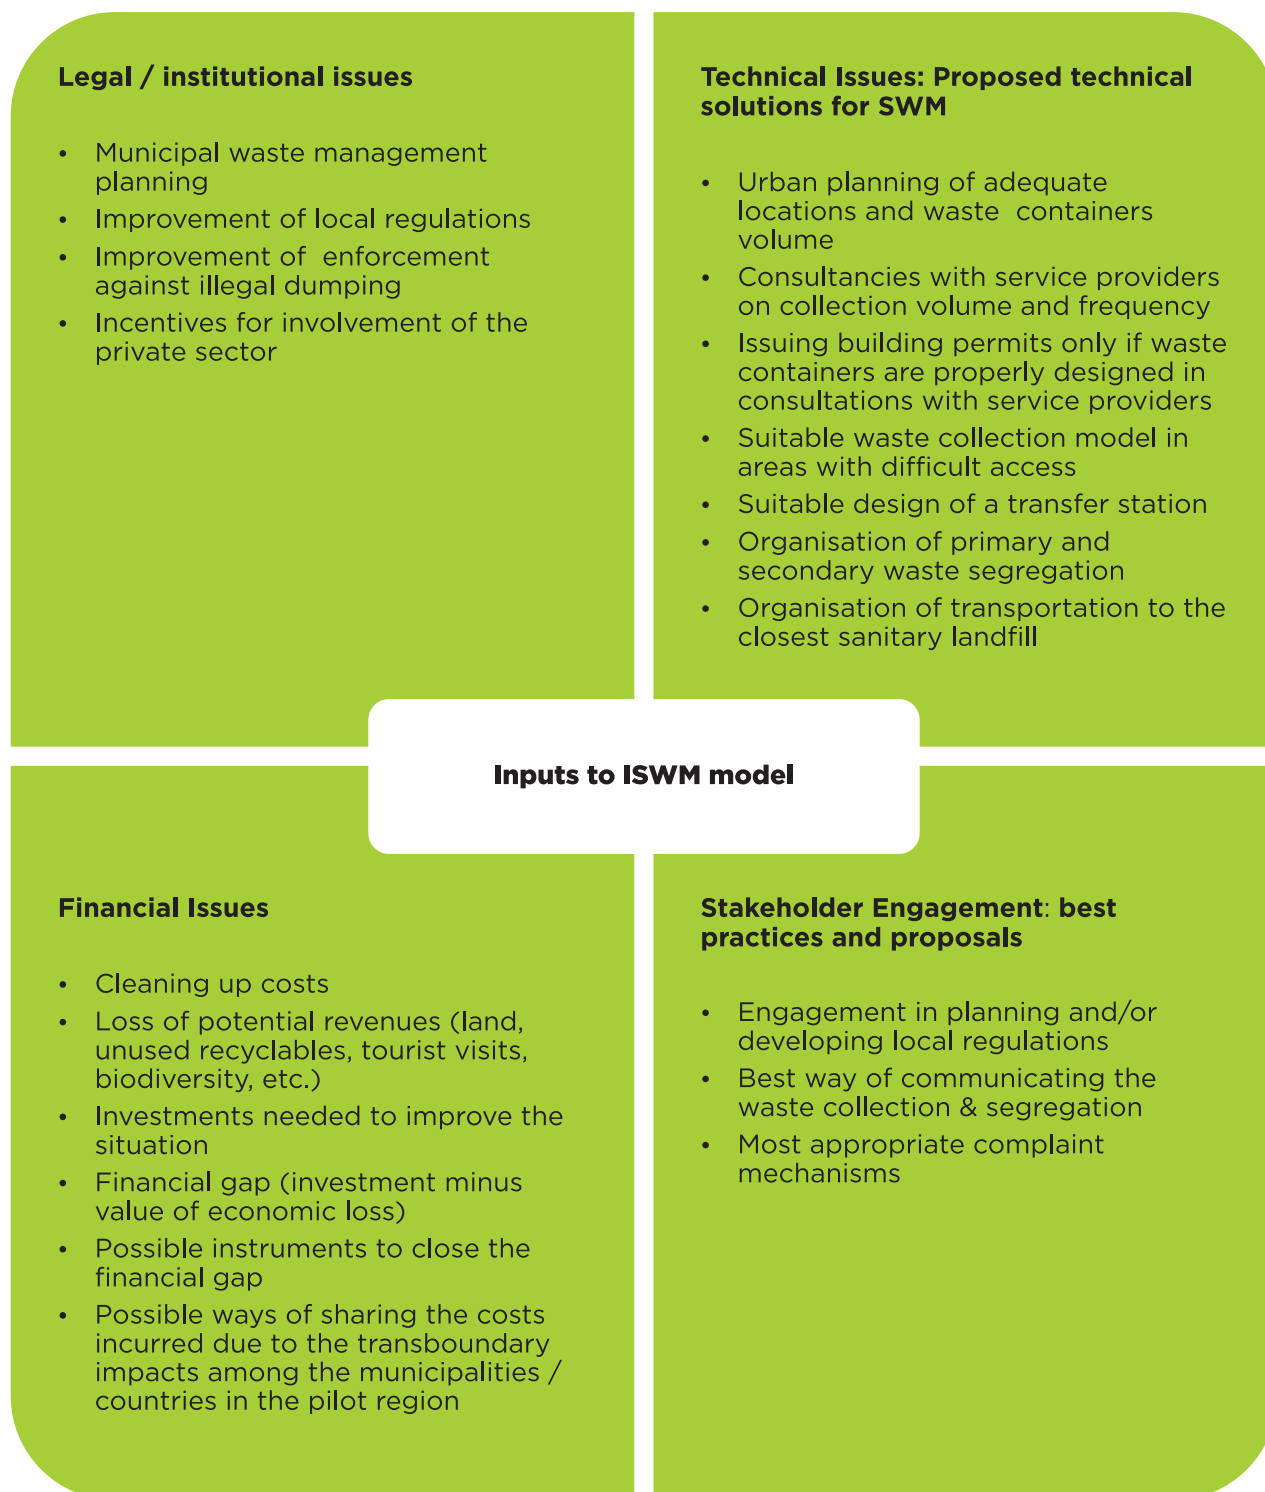 Legal / institutional issues
• Municipal waste management
planning
• Improvement of local regulations
• Improvement of  enforcement
against illegal dumping
• Incentives for involvement of the
private sector
Technical Issues: Proposed technical
solutions for SWM
• Urban planning of adequate
locations and waste  containers
volume
• Consultancies with service providers
on collection volume and frequency
• Issuing building permits only if waste
containers are properly designed in
consultations with service providers
• Suitable waste collection model in
areas with difficult access
• Suitable design of a transfer station
• Organisation of primary and
secondary waste segregation
• Organisation of transportation to the
closest sanitary landfill
Inputs to ISWM model
Financial Issues
• Cleaning up costs
• Loss of potential revenues (land,
unused recyclables, tourist visits,
biodiversity, etc.)
• Investments needed to improve the
situation
• Financial gap (investment minus
value of economic loss)
• Possible instruments to close the
financial gap
• Possible ways of sharing the costs
incurred due to the transboundary
impacts among the municipalities /
countries in the pilot region
Stakeholder Engagement: best
practices and proposals
• Engagement in planning and/or
developing local regulations
• Best way of communicating the
waste collection & segregation
• Most appropriate complaint
mechanisms